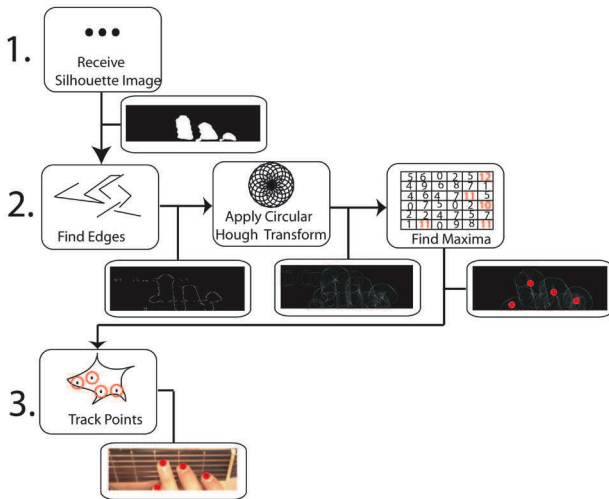 1.
Receive
Silhouette Image
2.
Find Edges
Apply Circular
Hough Transform
5 6 0 2 5 12
4 9 6 8 7 1
4 6 4 7 11 5
0 7 5 0 2 10
2 2 4 7 5 7
1 11 0 9 8 11
Find Maxima
3.
Track Points